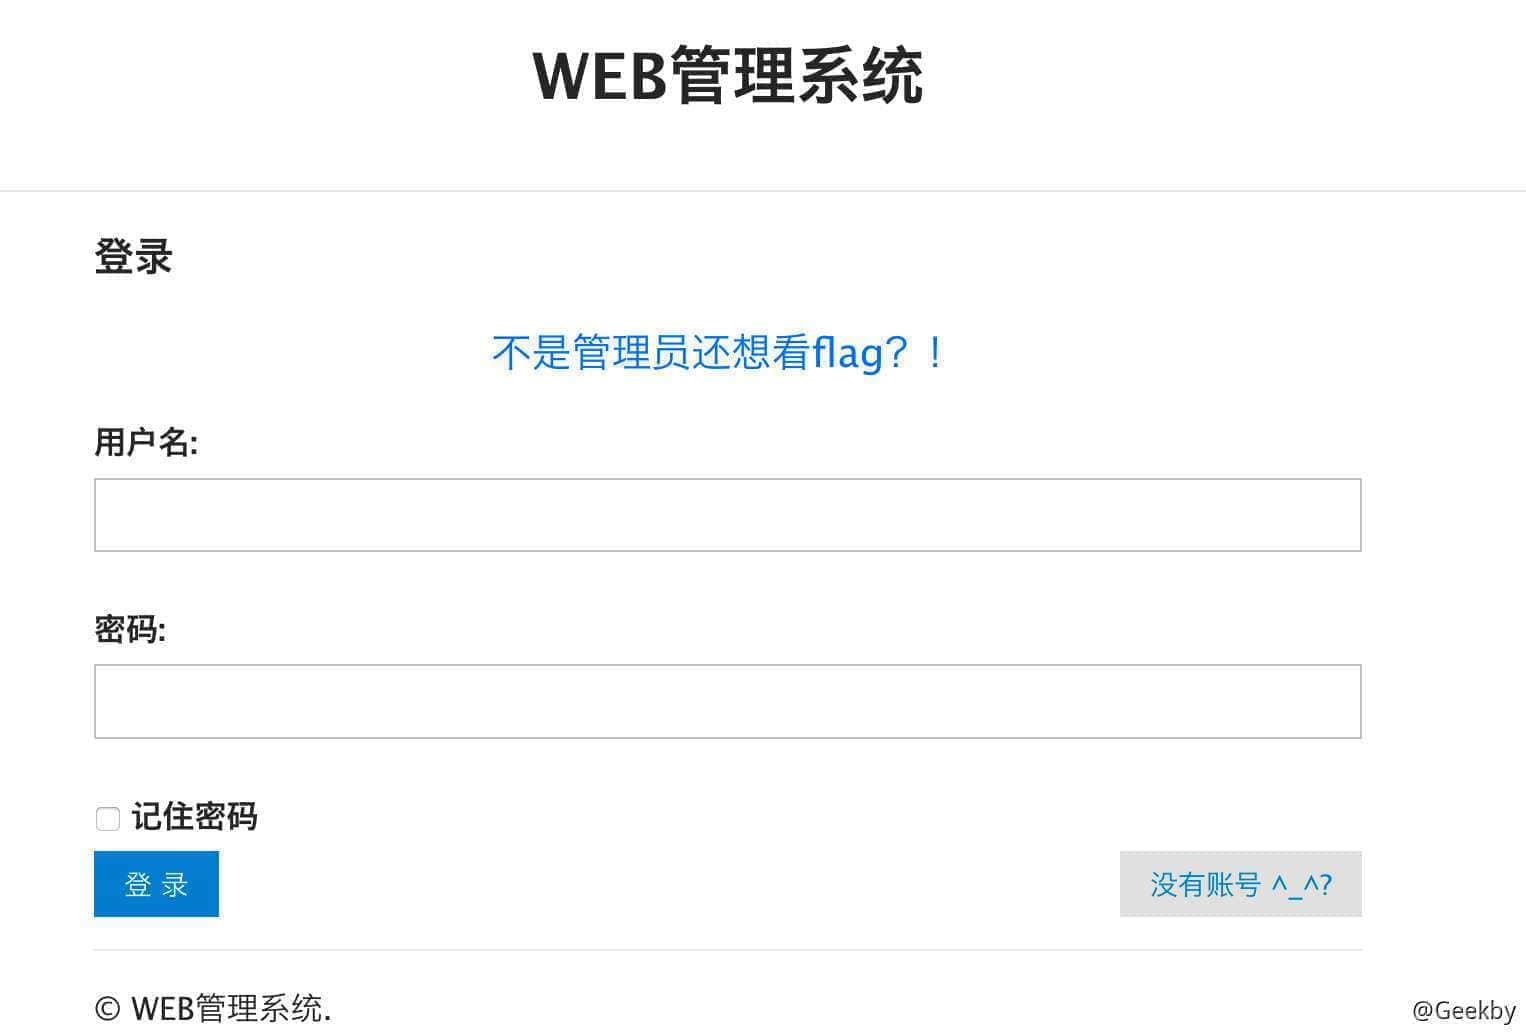 WEB管理系统
登录
不是管理员还想看flag？！
用户名:
密码:
记住密码
登 录
没有账号 ^_^?
© WEB管理系统.
@Geekby